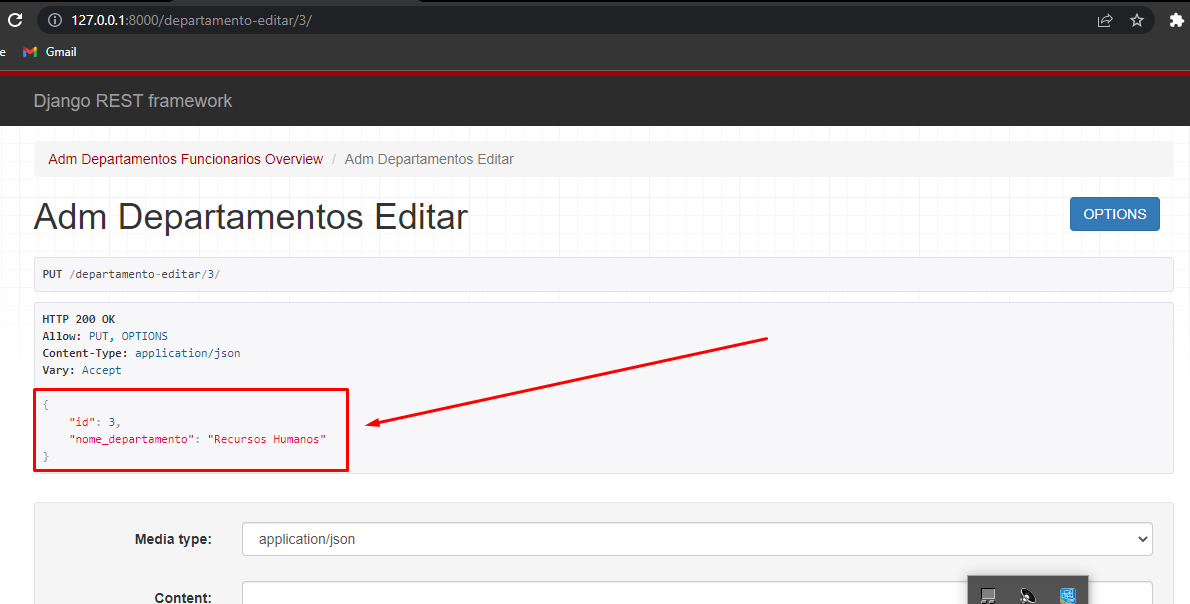 127.0.0.1:8000/departamento-editar/3/
e Gmail
Django REST framework
Adm Departamentos Funcionarios Overview / Adm Departamentos Editar
Adm Departamentos Editar
OPTIONS
PUT /departamento-editar/3/
HTTP 200 OK
Allow: PUT, OPTIONS
Content-Type: application/json
Vary: Accept
{
"id": 3,
"nome_departamento": "Recursos Humanos"
}
Media type: application/json
Content: